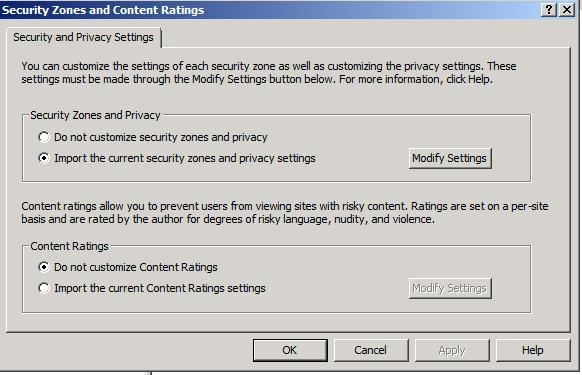 Security Zones and Content Ratings
Security and Privacy Settings
You can customize the settings of each security zone as well as customizing the privacy settings. These
settings must be made through the Modify Settings button below. For more information, click Help.
Security Zones and Privacy
Do not customize security zones and privacy
Import the current security zones and privacy settings
Modify Settings
Content ratings allow you to prevent users from viewing sites with risky content. Ratings are set on a per-site
basis and are rated by the author for degrees of risky language, nudity, and violence.
Content Ratings
Do not customize Content Ratings
Import the current Content Ratings settings
Modify Settings
OK Cancel Apply Help